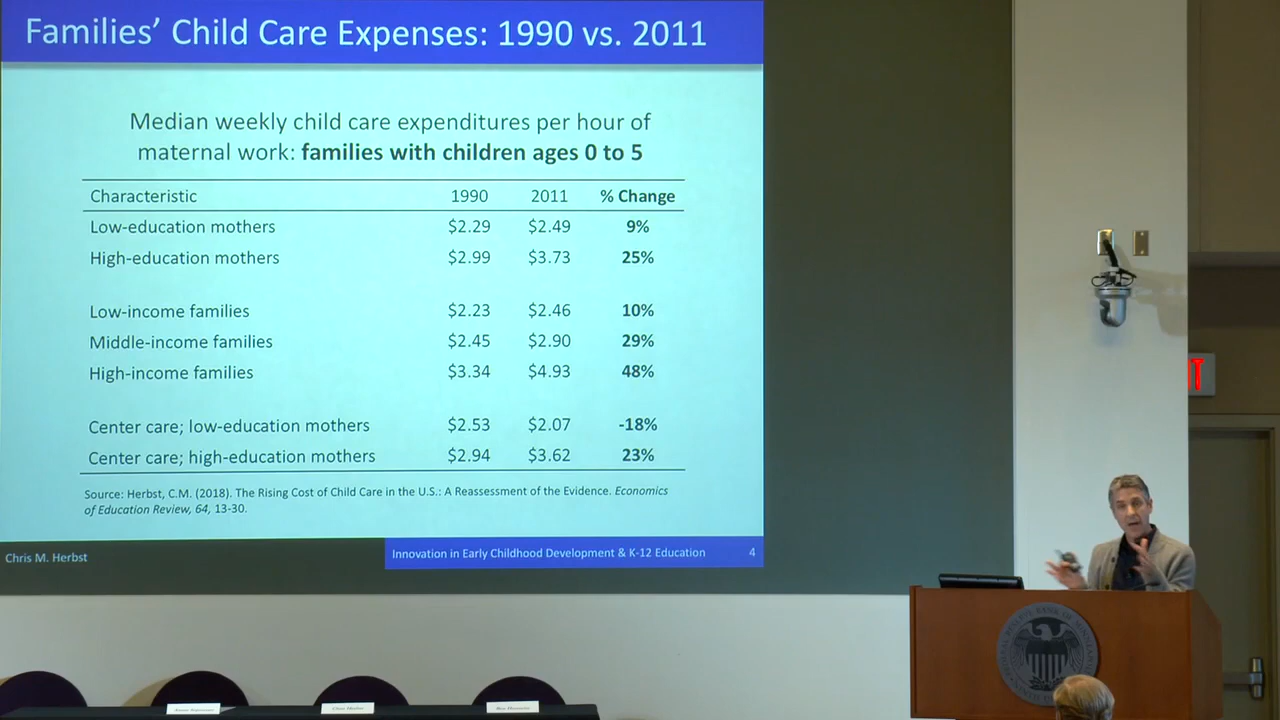 Families’ Child Care Expenses: 1990 vs. 2011
Median weekly child care expenditures per hour of
maternal work: families with children ages 0 to 5
Characteristic 1990 2011 % Change
Low-education mothers $2.29 $2.49 9%
High-education mothers $2.99 $3.73 25%
Low-income families $2.23 $2.46 10%
Middle-income families $2.45 $2.90 29%
High-income families $3.34 $4.93 48%
Center care; low-education mothers $2.53 $2.07 -18%
Center care; high-education mothers $2.94 $3.62 23%
Source: Herbst, C.M. (2018). The Rising Cost of Child Care in the U.S.: A Reassessment of the Evidence. Economics
of Education Review, 64, 13-30.
Chris M. Herbst
Innovation in Early Childhood Development & K-12 Education 4
IT